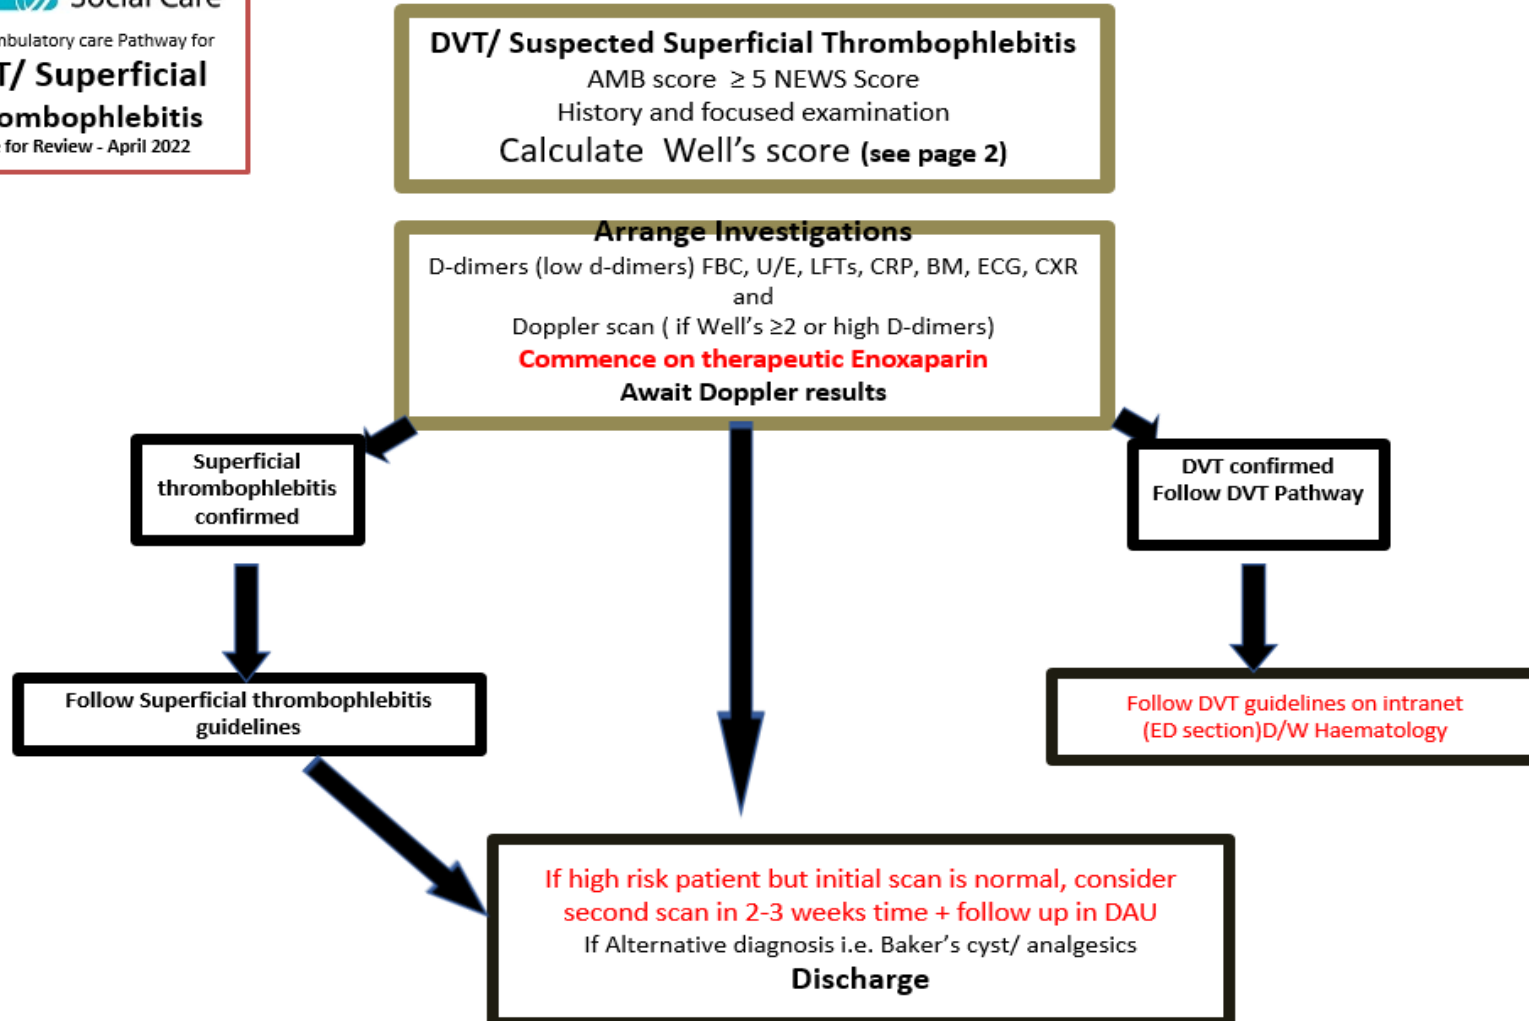 Social Care
Pathway for
Superficial
for Review - April 2022
DVT/ Suspected Superficial Thrombophlebitis
AMB score ≥ 5 NEWS Score
History and focused examination
Calculate Well's score (see page 2)
Arrange Investigations
D-dimers (low d-dimers) FBC, U/E, LFTs, CRP, BM, ECG, CXR
and
Doppler scan ( if Well's ≥2 or high D-dimers)
Commence on therapeutic Enoxaparin
Await Doppler results
Superficial
thrombophlebitis
confirmed
DVT confirmed
Follow DVT Pathway
Follow Superficial thrombophlebitis
guidelines
Follow DVT guidelines on intranet
(ED section)D/W Haematology
If high risk patient but initial scan is normal, consider
second scan in 2-3 weeks time + follow up in DAU
If Alternative diagnosis i.e. Baker's cyst/ analgesics
Discharge